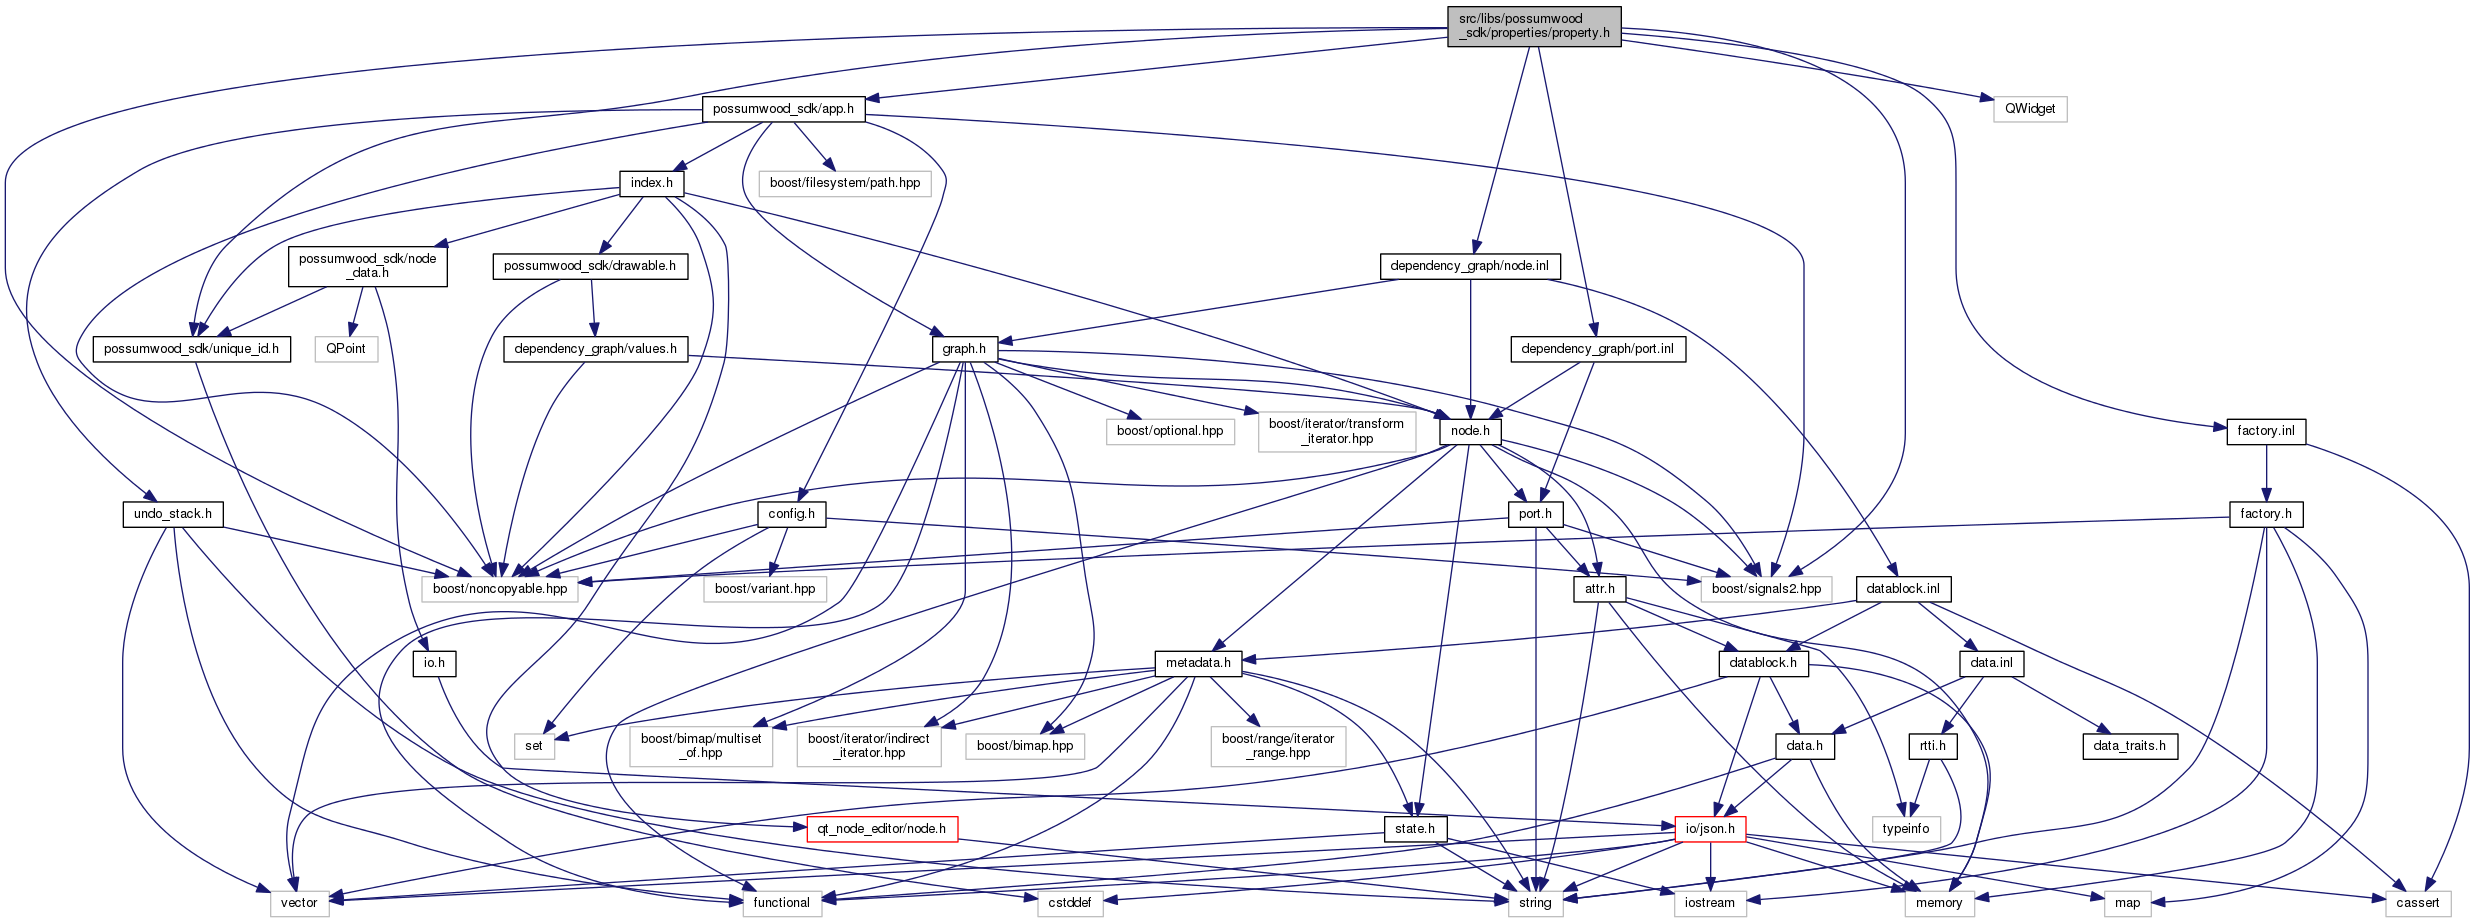 src/libs/possumwood
_sdk/properties/property.h
possumwood_sdk/app.h
QWidget
index.h
boost/filesystem/path.hpp
possumwood_sdk/node
_data.h
possumwood_sdk/drawable.h
dependency_graph/node.inl
possumwood_sdk/unique_id.h
QPoint
dependency_graph/values.h
graph.h
dependency_graph/port.inl
boost/optional.hpp
boost/iterator/transform
_iterator.hpp
node.h
factory.inl
undo_stack.h
config.h
port.h
factory.h
boost/noncopyable.hpp
boost/variant.hpp
attr.h
boost/signals2.hpp
datablock.inl
io.h
metadata.h
datablock.h
data.inl
set
boost/bimap/multiset
_of.hpp
boost/iterator/indirect
_iterator.hpp
boost/bimap.hpp
boost/range/iterator
_range.hpp
data.h
rtti.h
data_traits.h
qt_node_editor/node.h
state.h
io/json.h
typeinfo
vector
functional
cstddef
string
iostream
memory
map
cassert